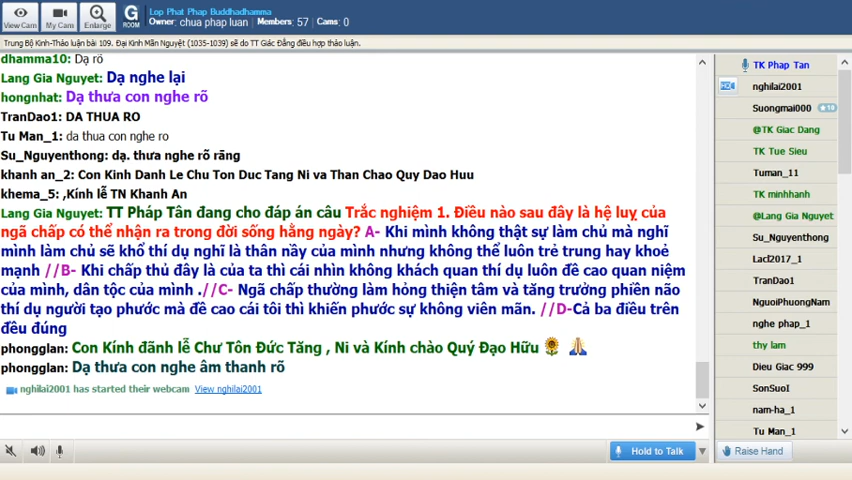 View Cam
My Cam
Enlarge
G
ROOM
Lop Phat Phap Buddhadhamma
Owner: chua phap luan Members: 57 Cams: 0
Trung Bộ Kinh-Thảo luận bài 109. Đại Kinh Mãn Nguyệt (1035-1039) sẽ do TT Giác Đẳng điều hợp thảo luận.
dhamma10: Dạ rõ
Lang Gia Nguyet: Dạ nghe lại
hongnhat: Dạ thưa con nghe rõ
TranDao1: DA THUA RO
Tu Man_1: da thua con nghe ro
Su_Nguyenthong: dạ. thưa nghe rõ rãng
khanh an_2: Con Kinh Danh Le Chu Ton Duc Tang Ni va Than Chao Quy Dao Huu
khema_5: ,Kính lễ TN Khanh An
Lang Gia Nguyet: TT Pháp Tân đang cho đáp án câu Trắc nghiệm 1. Điều nào sau đây là hệ luỵ của
ngã chấp có thể nhận ra trong đời sống hằng ngày? A- Khi mình không thật sự làm chủ mà nghĩ
mình làm chủ sẽ khổ thí dụ nghĩ là thân nầy của mình nhưng không thể luôn trẻ trung hay khoẻ
mạnh //B- Khi chấp thủ đây là của ta thì cái nhìn không khách quan thí dụ luôn đề cao quan niệm
của mình, dân tộc của mình .//C- Ngã chấp thường làm hỏng thiện tâm và tăng trưởng phiền não
thí dụ người tạo phước mà đề cao cái tôi thì khiến phước sự không viên mãn. //D-Cả ba điều trên
đều đúng
phongglan: Con Kính đãnh lễ Chư Tôn Đức Tăng , Ni và Kính chào Quý Đạo Hữu
phongglan: Dạ thưa con nghe âm thanh rõ
nghilai2001 has started their webcam View nghilai2001
TK Phap Tan
nghilai2001
Suongmai000
@TK Giac Dang
TK Tue Sieu
Tuman_11
TK minhhanh
@Lang Gia Nguyet
Su_Nguyenthong
Lacl2017_1
TranDao1
NguoiPhuongNam
nghe phap_1
thy lam
Dieu Giac 999
SonSuoI
nam-ha_1
Tu Man_1
Hold to Talk
Raise Hand